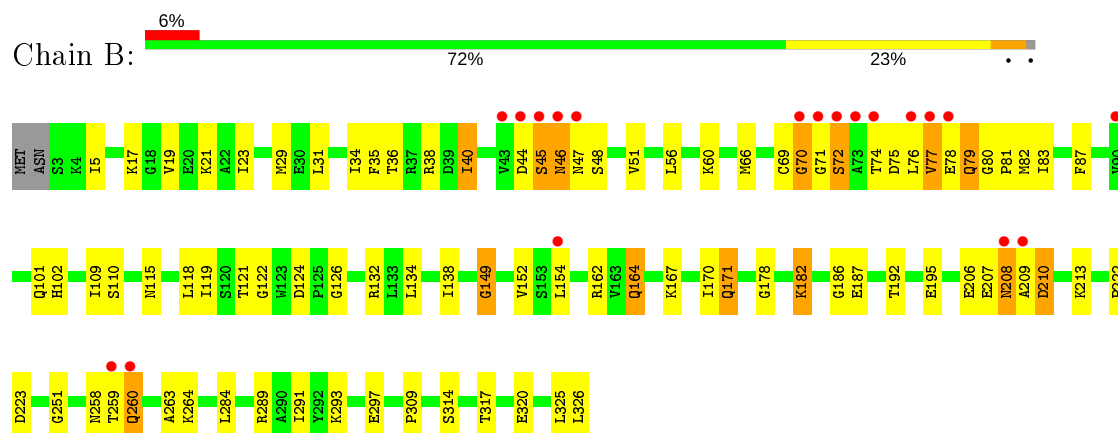 6%
Chain B:
72% 23% • •
MET ASN S3 K4 I5 K17 G18 V19 E20 K21 A22 I23 M29 E30 L31 I34 F35 T36 R37 R38 D39 I40 V43 D44 S45 N46 N47 S48 V51 L56 K60 M66 C69 G70 G71 S72 A73 T74 D75 L76 V77 E78 Q79 G80 P81 M82 I83 F87 V90
Q101 H102 I109 S110 N115 L118 I119 S120 T121 G122 W123 D124 P125 G126 R132 L133 L134 I138 G149 V152 S153 L154 R162 V163 Q164 K167 I170 Q171 G178 K182 G186 E187 T192 E195 E206 E207 N208 A209 D210 K213
D223 G251 N258 T259 Q260 A263 K264 L284 R289 A290 I291 Y292 K293 E297 P309 S314 T317 E320 L325 L326